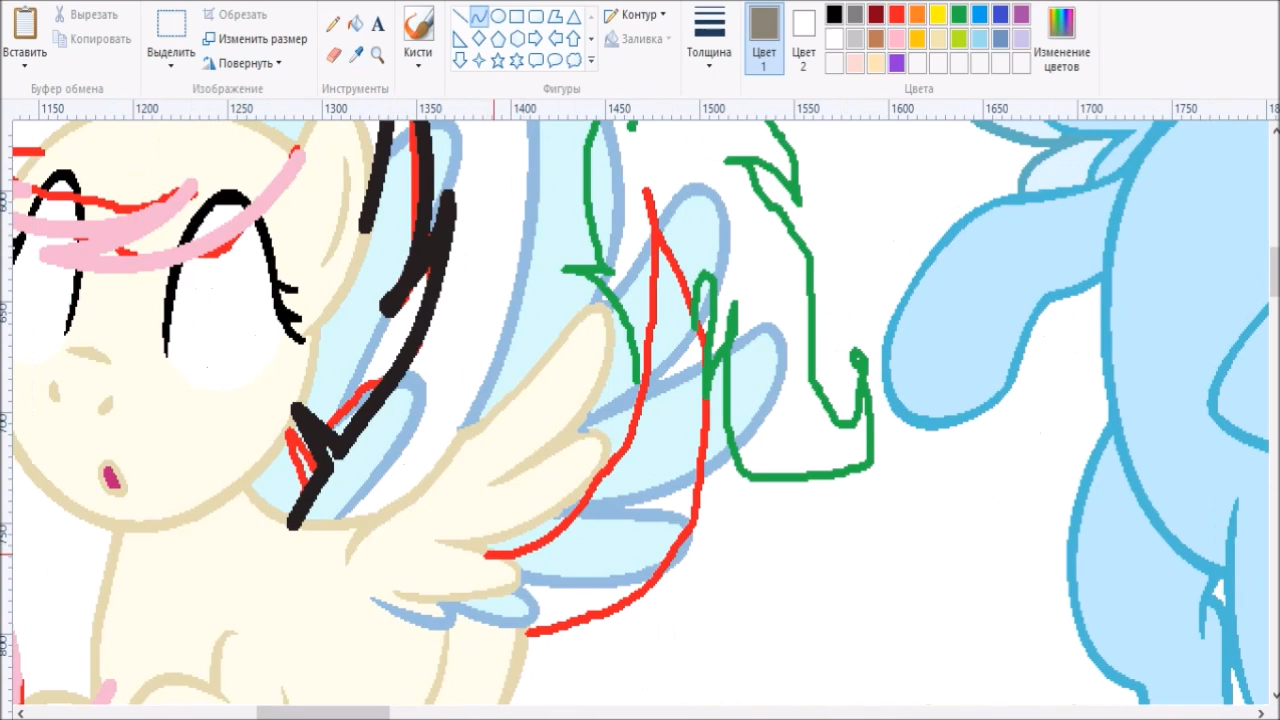 Вставить
Вырезать
Копировать
Буфер обмена
Выделить
Обрезать
Изменить размер
Повернуть
Изображение
A
Инструменты
Кисти
Контур
Заливка
Фигуры
Толщина
Цвет
1
Цвет
2
Изменение
цветов
Цвета
1150 1200 1250 1300 1350 1400 1450 1500 1550 1600 1650 1700 1750